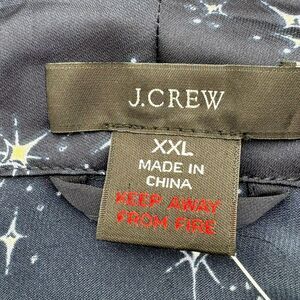 J.CREW
XXL
MADE IN
CHINA
KEEP AWAY
FROM FIRE